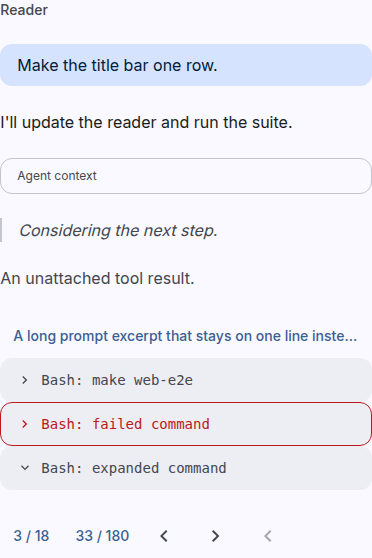 Reader
Make the title bar one row.
I'll update the reader and run the suite.
Agent context
Considering the next step.
An unattached tool result.
A long prompt excerpt that stays on one line inste...
Bash: make web-e2e
Bash: failed command
Bash: expanded command
3 / 18 33 / 180